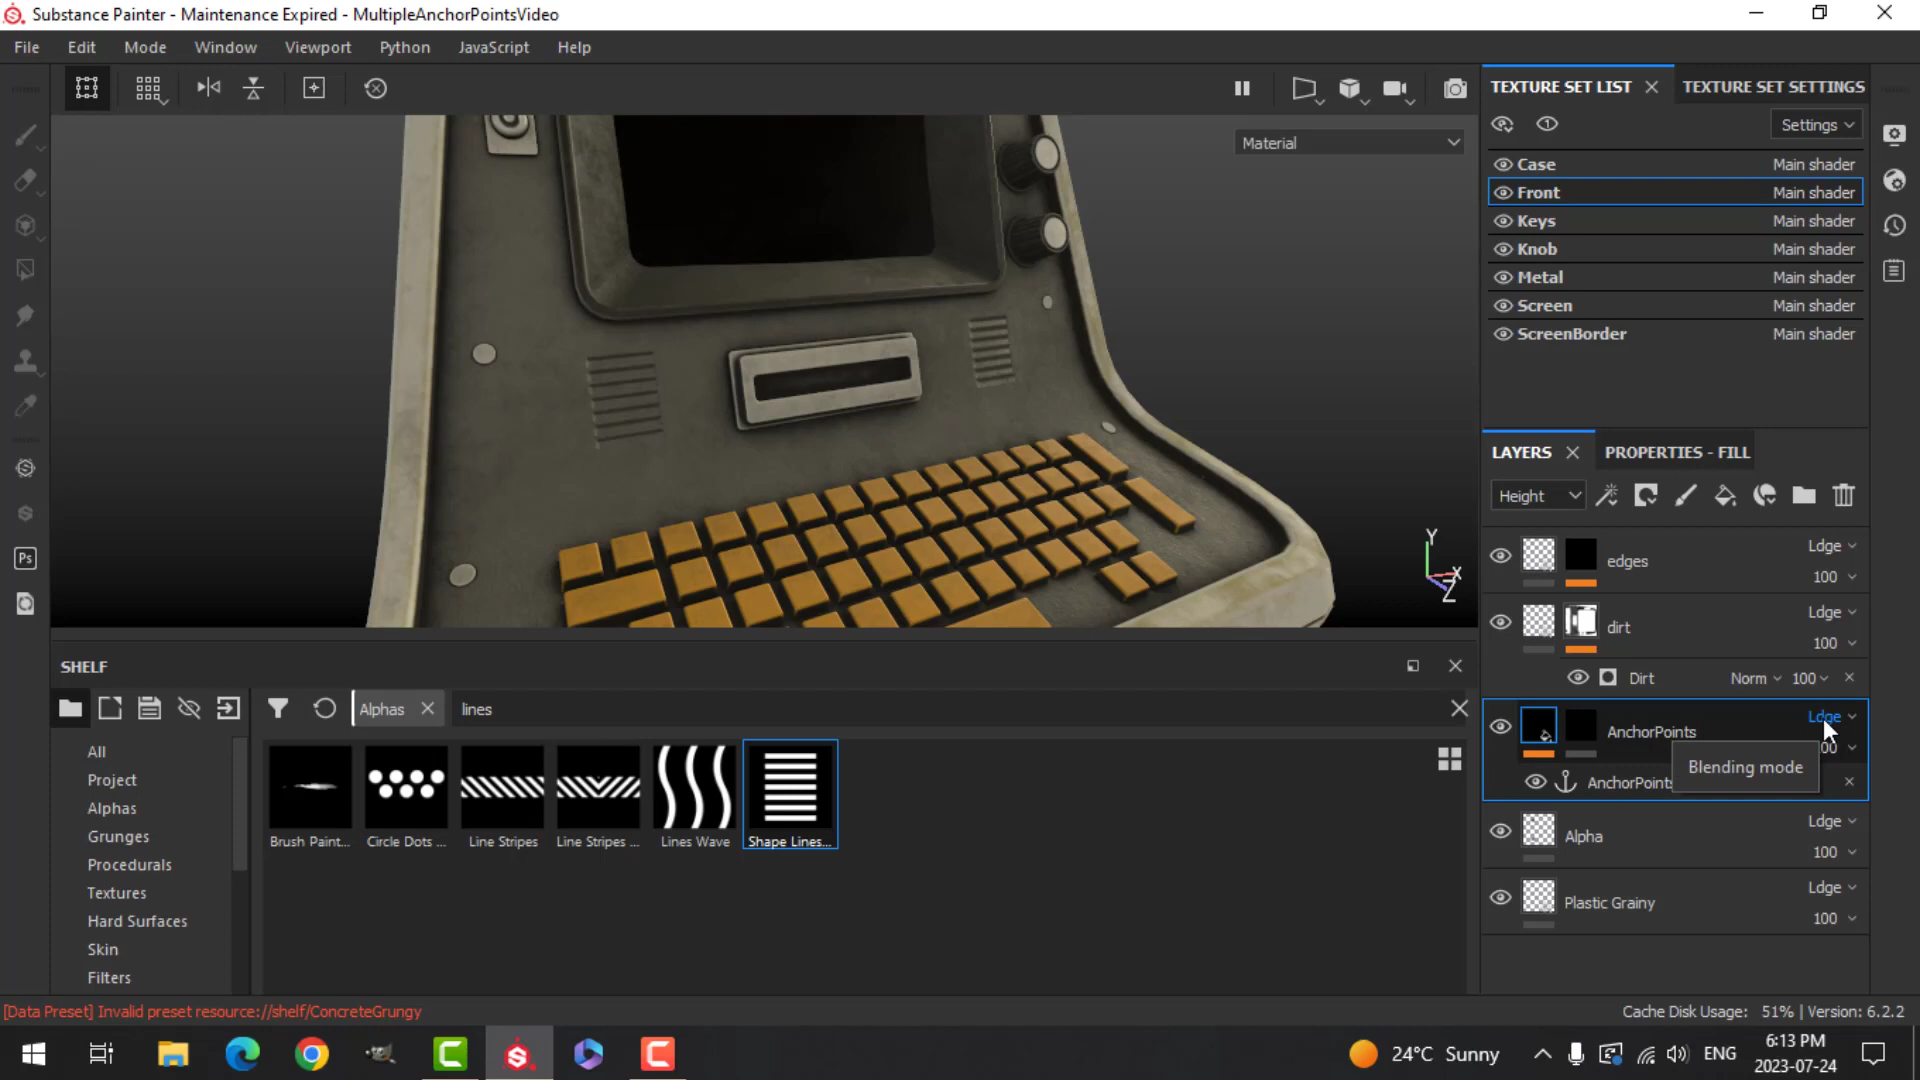 Substance Painter - Maintenance Expired - MultipleAnchorPointsVideo
File Edit Mode Window Viewport Python JavaScript Help
Material
TEXTURE SET LIST TEXTURE SET SETTINGS
Settings
Case Main shader
Front Main shader
Keys Main shader
Knob Main shader
Metal Main shader
Screen Main shader
ScreenBorder Main shader
LAYERS PROPERTIES - FILL
Height
Ldge
edges
100
Ldge
dirt
100
Dirt Norm 100
Ldge
AnchorPoints
00
Blending mode
AnchorPoints
Ldge
Alpha
100
Ldge
Plastic Grainy
100
Y
X
Z
SHELF
Alphas lines
All
Project
Alphas
Grunges
Procedurals
Textures
Hard Surfaces
Skin
Filters
Brush Paint...
Circle Dots ...
Line Stripes
Line Stripes ...
Lines Wave
Shape Lines...
Ps
[Data Preset] Invalid preset resource://shelf/ConcreteGrungy
Cache Disk Usage: 51% | Version: 6.2.2
24°C Sunny
ENG
6:13 PM
2023-07-24